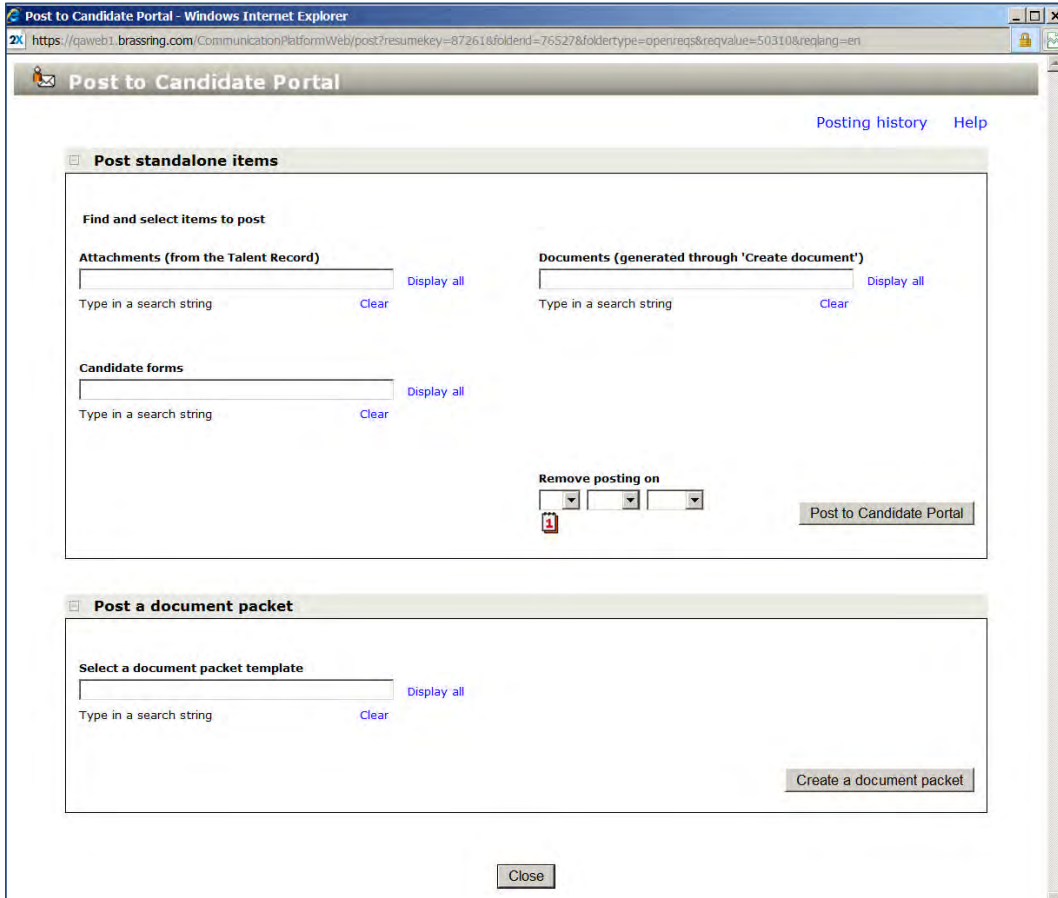 Post to Candidate Portal - Windows Internet Explorer
2X https://qaweb1.brassring.com/CommunicationPlatformWeb/post?resumekey=87261&folderid=76527&foldertype=openreqs&reqvalue=50310&reqlang=en
Post to Candidate Portal
Posting history Help
Post standalone items
Find and select items to post
Attachments (from the Talent Record) Documents (generated through 'Create document')
Display all Display all
Type in a search string Clear Type in a search string Clear
Candidate forms
Display all
Type in a search string Clear
Remove posting on
1
Post to Candidate Portal
Post a document packet
Select a document packet template
Display all
Type in a search string Clear
Create a document packet
Close